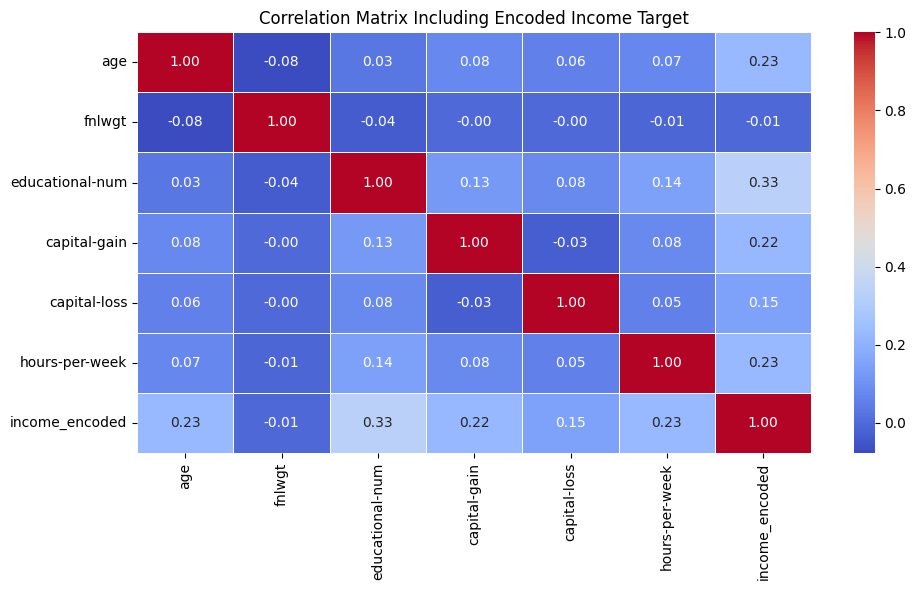 Correlation Matrix Including Encoded Income Target
age 1.00 -0.08 0.03 0.08 0.06 0.07 0.23
fnlwgt -0.08 1.00 -0.04 -0.00 -0.00 -0.01 -0.01
educational-num 0.03 -0.04 1.00 0.13 0.08 0.14 0.33
capital-gain 0.08 -0.00 0.13 1.00 -0.03 0.08 0.22
capital-loss 0.06 -0.00 0.08 -0.03 1.00 0.05 0.15
hours-per-week 0.07 -0.01 0.14 0.08 0.05 1.00 0.23
income_encoded 0.23 -0.01 0.33 0.22 0.15 0.23 1.00
age
fnlwgt
educational-num
capital-gain
capital-loss
hours-per-week
income_encoded
1.0
0.8
0.6
0.4
0.2
0.0